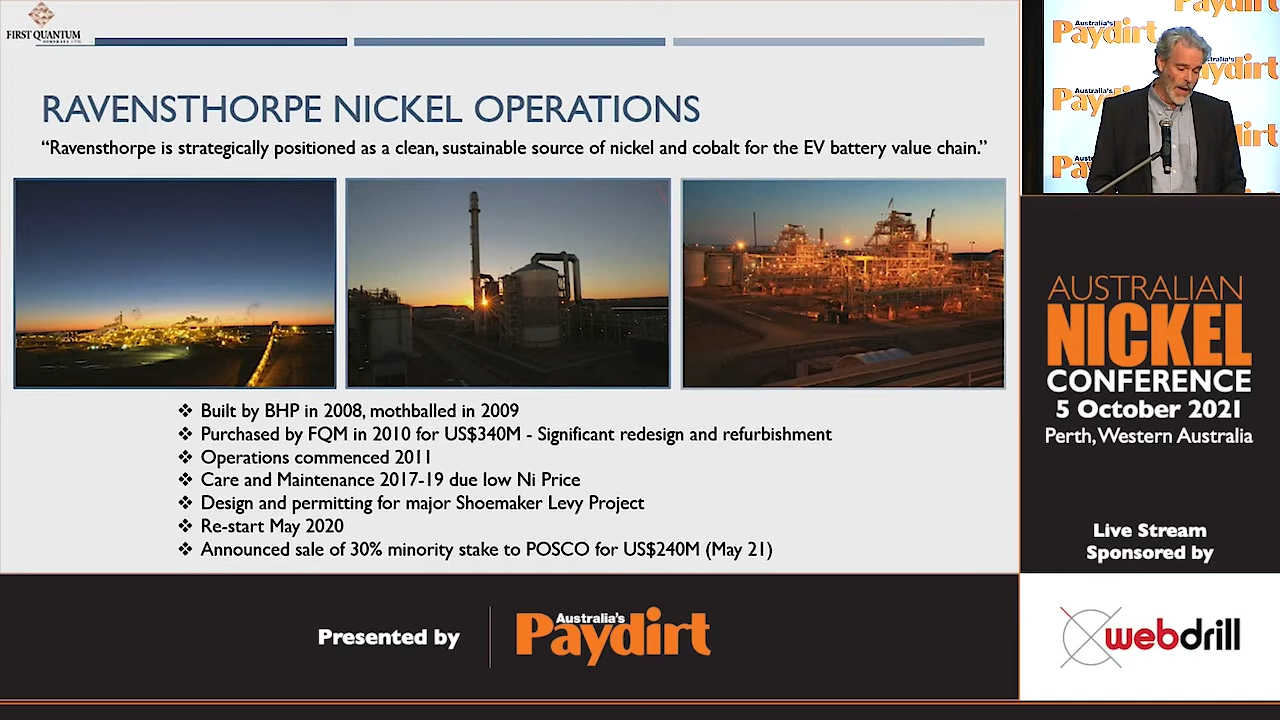 FIRST QUANTUM
MINERALS LTD.
RAVENSTHORPE NICKEL OPERATIONS
“Ravensthorpe is strategically positioned as a clean, sustainable source of nickel and cobalt for the EV battery value chain.”
❖ Built by BHP in 2008, mothballed in 2009
❖ Purchased by FQM in 2010 for US$340M - Significant redesign and refurbishment
❖ Operations commenced 2011
❖ Care and Maintenance 2017-19 due low Ni Price
❖ Design and permitting for major Shoemaker Levy Project
❖ Re-start May 2020
❖ Announced sale of 30% minority stake to POSCO for US$240M (May 21)
Presented by
Australia's
Paydirt
Paydirt
Australia's
Paydirt
AUSTRALIAN
NICKEL
CONFERENCE
5 October 2021
Perth, Western Australia
Live Stream
Sponsored by
webdrill